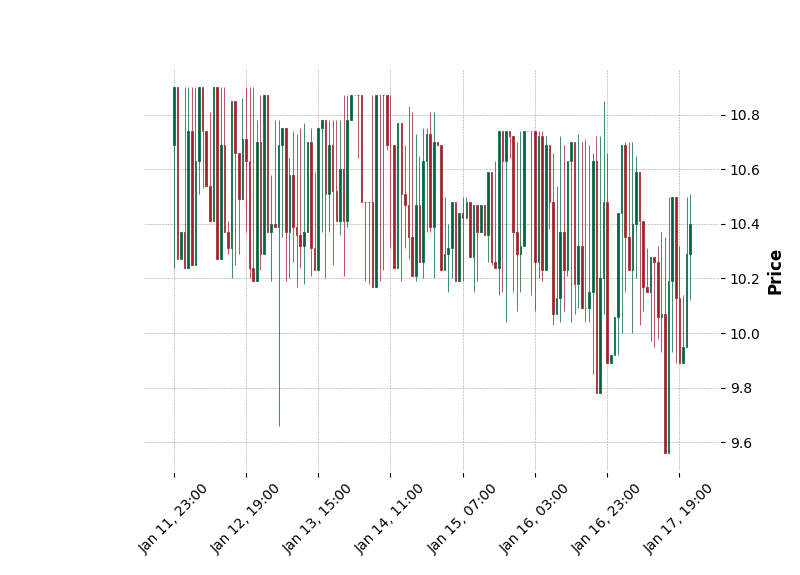 10.8
10.6
10.4
10.2
10.0
9.8
9.6
Price
Jan 11, 23:00
Jan 12, 19:00
Jan 13, 15:00
Jan 14, 11:00
Jan 15, 07:00
Jan 16, 03:00
Jan 16, 23:00
Jan 17, 19:00